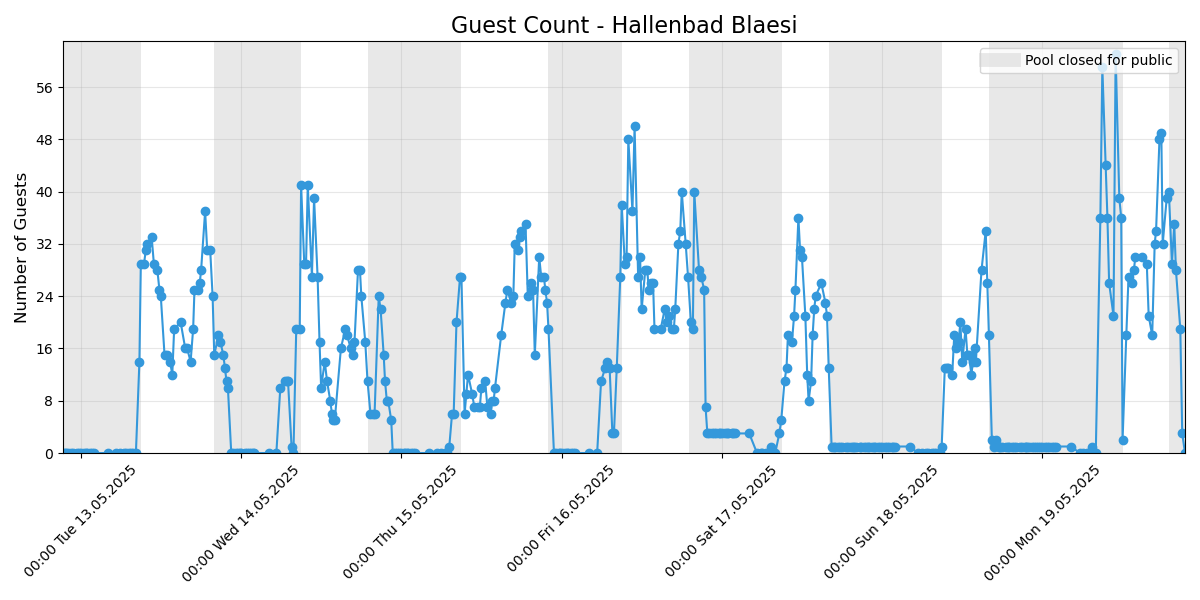 Guest Count - Hallenbad Blaesi
Pool closed for public
Number of Guests
56
48
40
32
24
16
8
0
00:00 Tue 13.05.2025
00:00 Wed 14.05.2025
00:00 Thu 15.05.2025
00:00 Fri 16.05.2025
00:00 Sat 17.05.2025
00:00 Sun 18.05.2025
00:00 Mon 19.05.2025